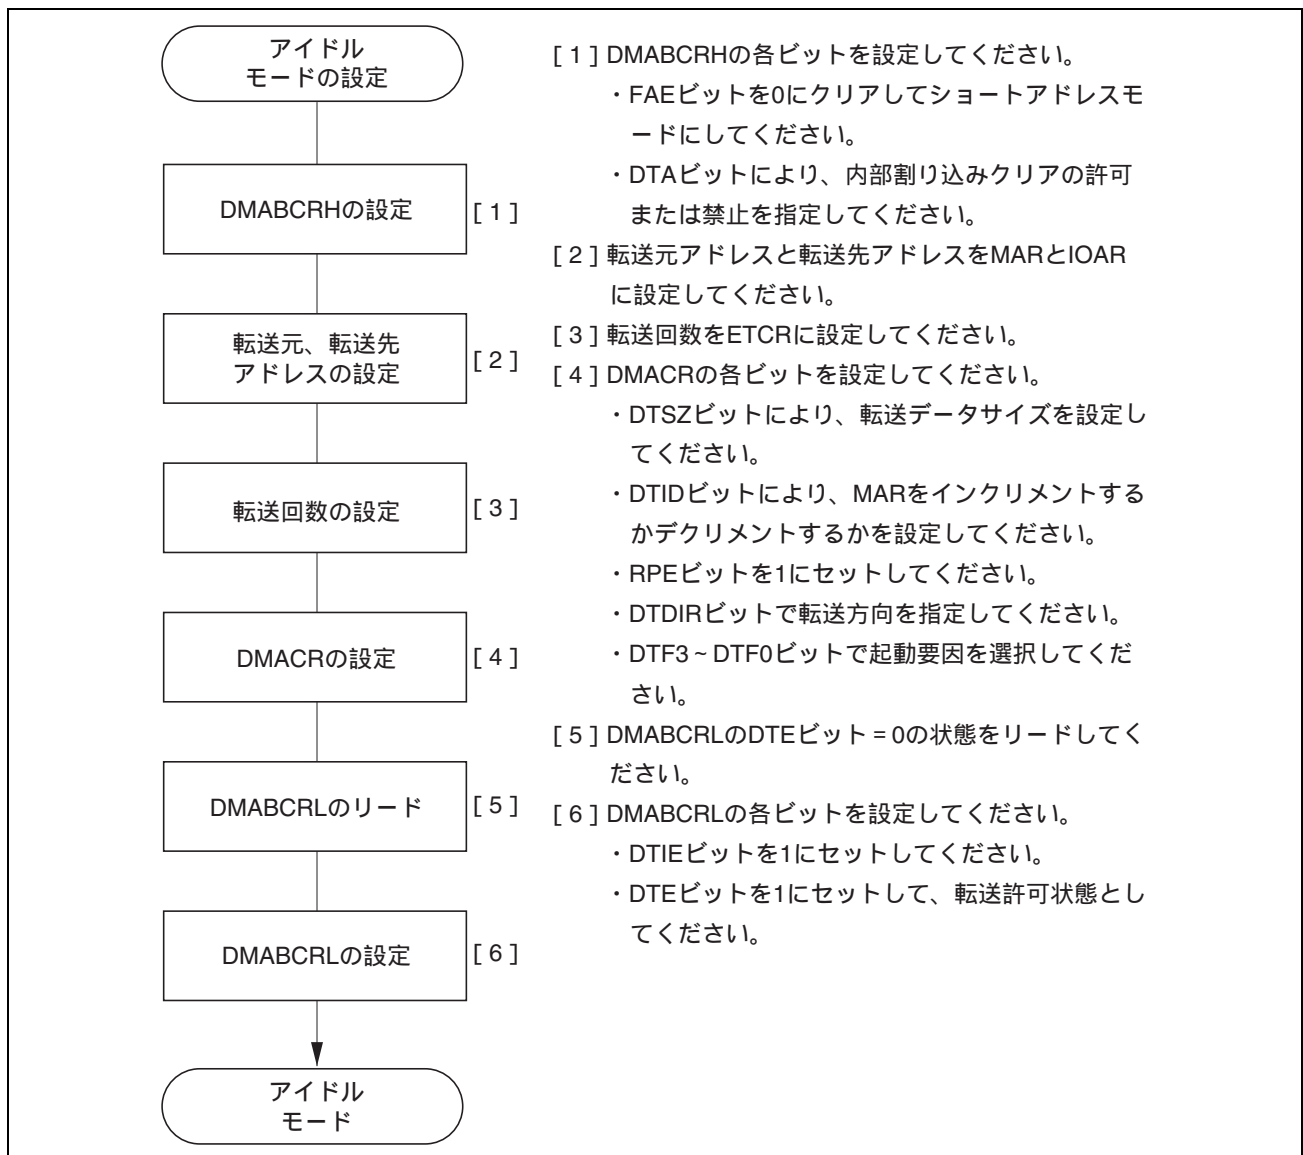 アイドル
モードの設定
DMABCRHの設定
[ 1 ]
転送元、転送先
アドレスの設定
[ 2 ]
転送回数の設定
[ 3 ]
DMACRの設定
[ 4 ]
DMABCRLのリード
[ 5 ]
DMABCRLの設定
[ 6 ]
アイドル
モード
[ 1 ] DMABCRHの各ビットを設定してください。
・FAEビットを0にクリアしてショートアドレスモ
ードにしてください。
・DTAビットにより、内部割り込みクリアの許可
または禁止を指定してください。
[ 2 ] 転送元アドレスと転送先アドレスをMARとIOAR
に設定してください。
[ 3 ] 転送回数をETCRに設定してください。
[ 4 ] DMACRの各ビットを設定してください。
・DTSZビットにより、転送データサイズを設定し
てください。
・DTIDビットにより、MARをインクリメントする
かデクリメントするかを設定してください。
・RPEビットを1にセットしてください。
・DTDIRビットで転送方向を指定してください。
・DTF3~DTF0ビットで起動要因を選択してくだ
さい。
[ 5 ] DMABCRLのDTEビット = 0の状態をリードしてく
ださい。
[ 6 ] DMABCRLの各ビットを設定してください。
・DTIEビットを1にセットしてください。
・DTEビットを1にセットして、転送許可状態とし
てください。